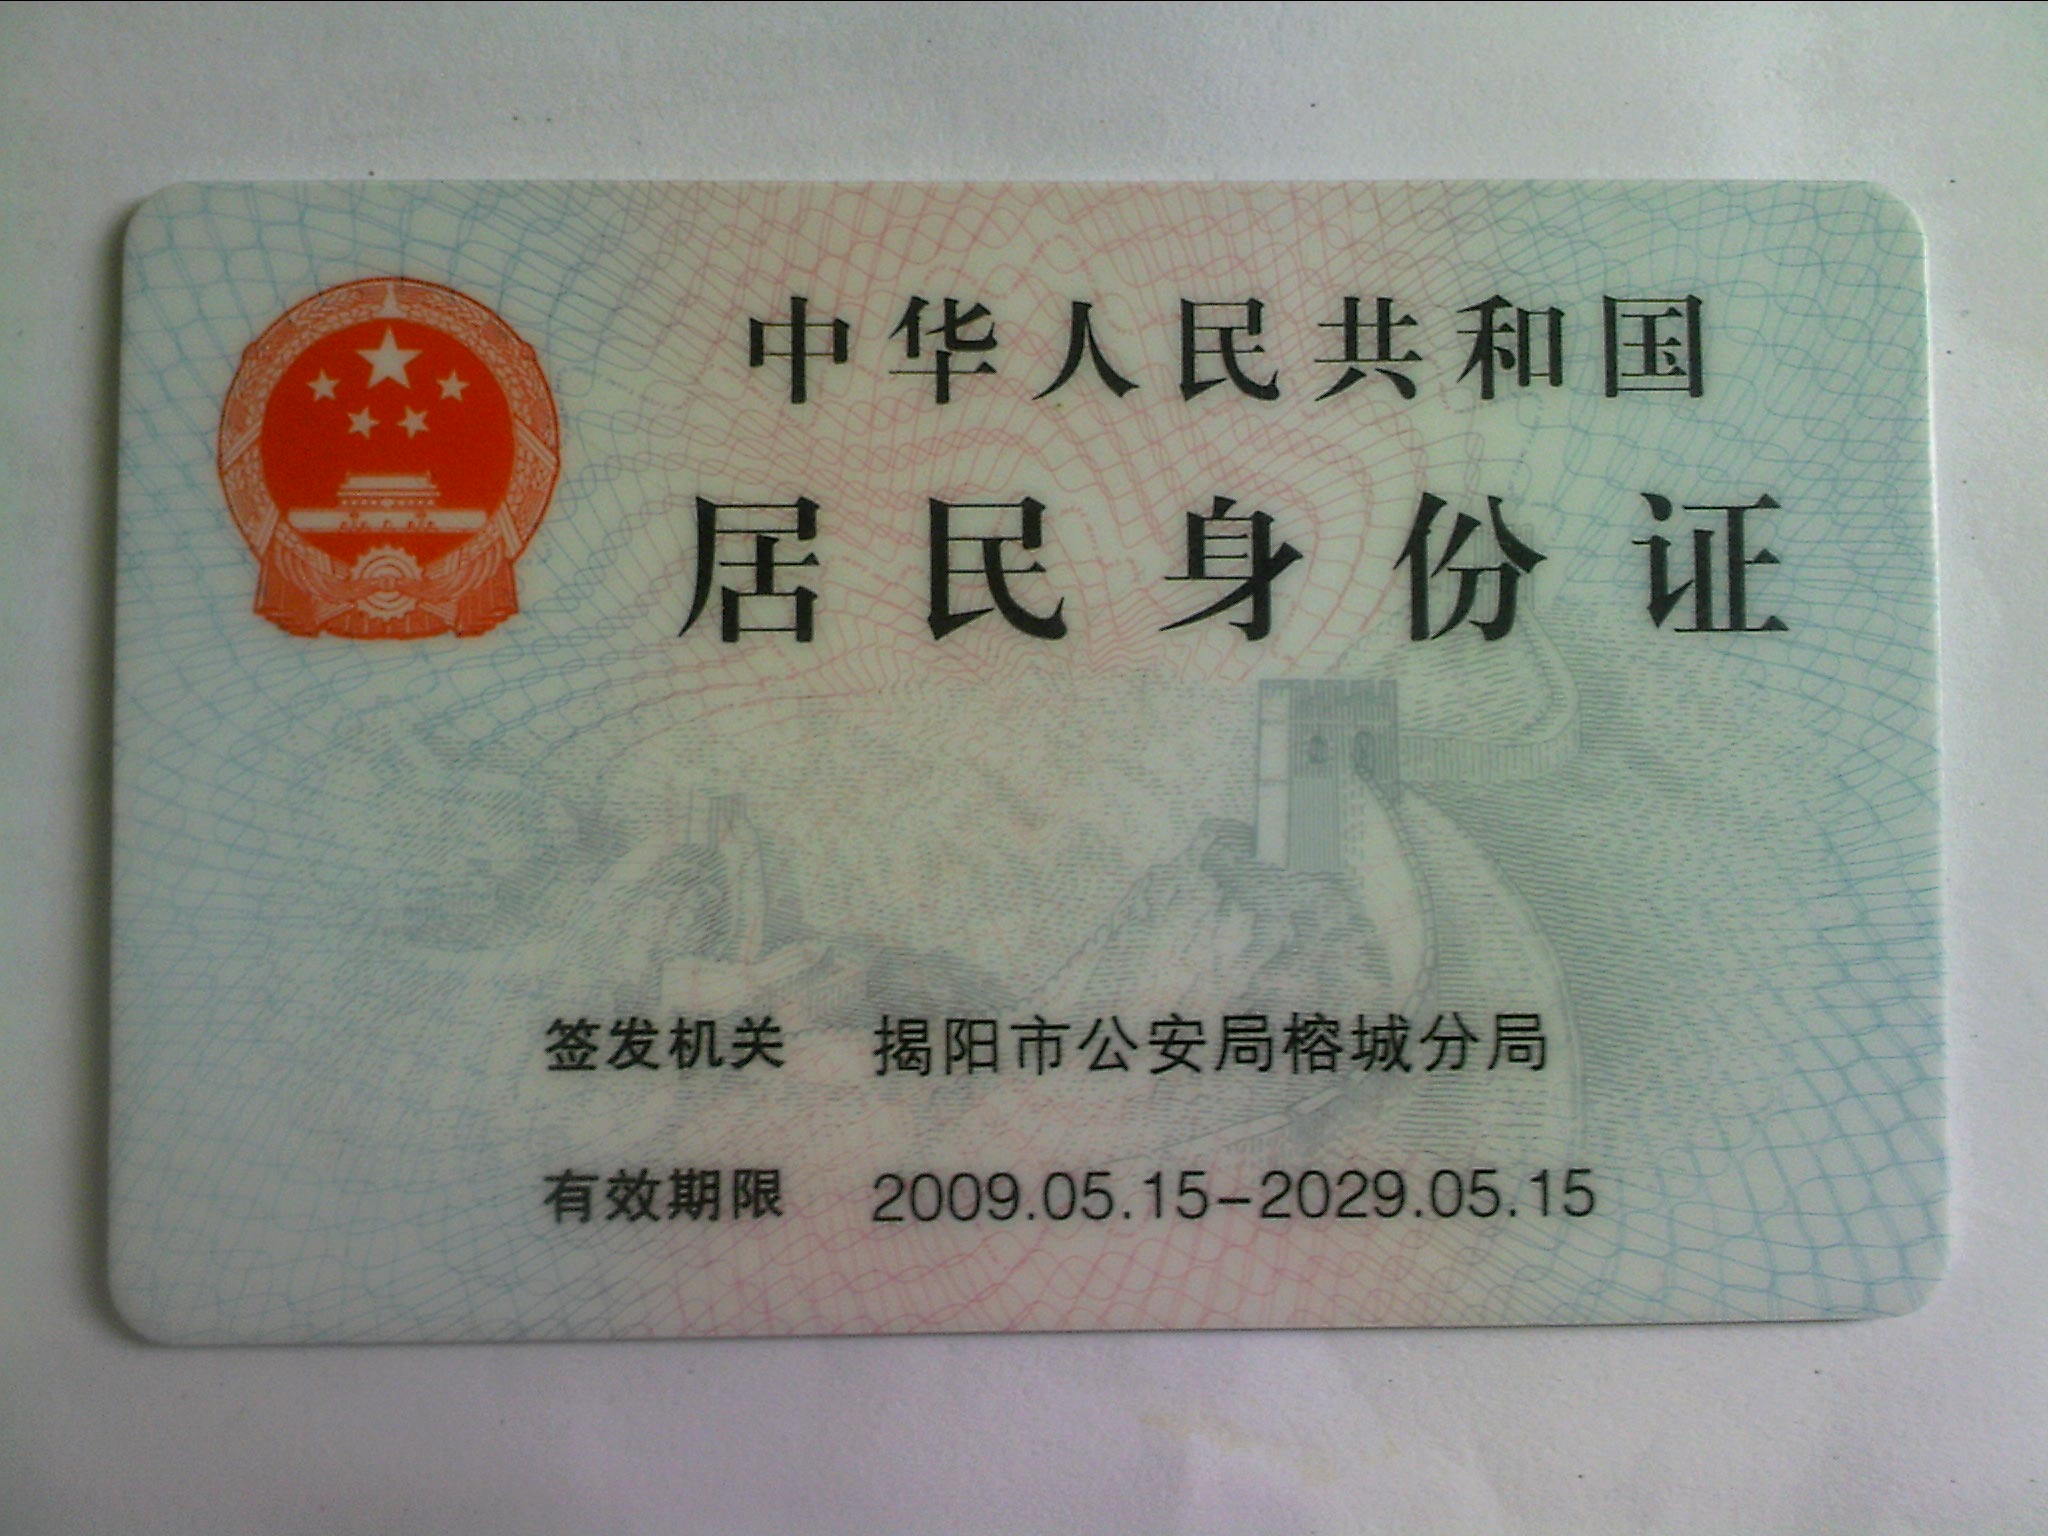 中华人民共和国
居民身份证
签发机关 揭阳市公安局榕城分局
有效期限 2009.05.15-2029.05.15